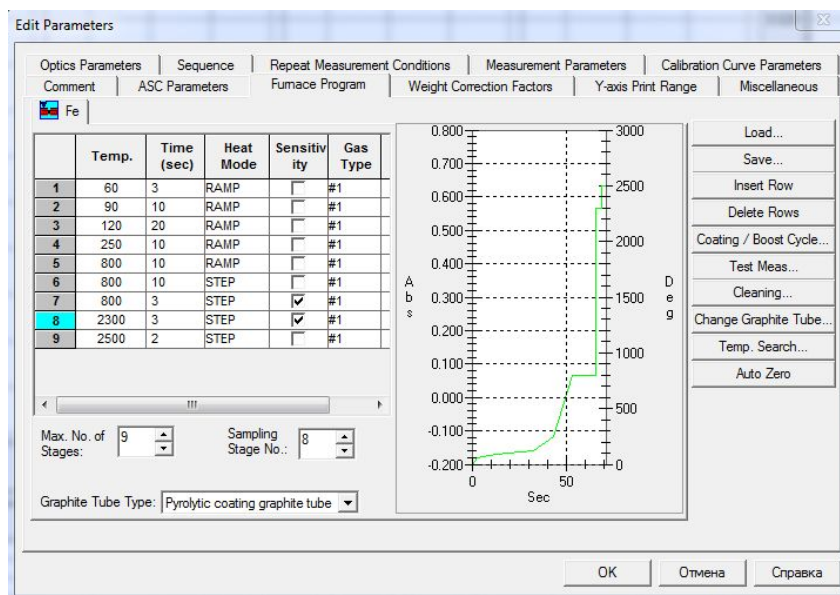 Edit Parameters
Optics Parameters Sequence Repeat Measurement Conditions Measurement Parameters Calibration Curve Parameters
Comment ASC Parameters Furnace Program Weight Correction Factors Y-axis Print Range Miscellaneous
Fe
Temp. Time (sec) Heat Mode Sensitivity Gas Type
1 60 3 RAMP #1
2 90 10 RAMP #1
3 120 20 RAMP #1
4 250 10 RAMP #1
5 800 10 RAMP #1
6 800 10 STEP #1
7 800 3 STEP #1
8 2300 3 STEP #1
9 2500 2 STEP #1
Max. No. of Stages: 9
Sampling Stage No.: 8
Graphite Tube Type: Pyrolytic coating graphite tube
0.800
0.700
0.600
0.500
0.400
0.300
0.200
0.100
0.000
-0.100
-0.200
Abs
3000
2500
2000
1500
1000
500
0
Deg
0 50
Sec
Load...
Save...
Insert Row
Delete Rows
Coating / Boost Cycle...
Test Meas...
Cleaning...
Change Graphite Tube...
Temp. Search...
Auto Zero
OK Отмена Справка